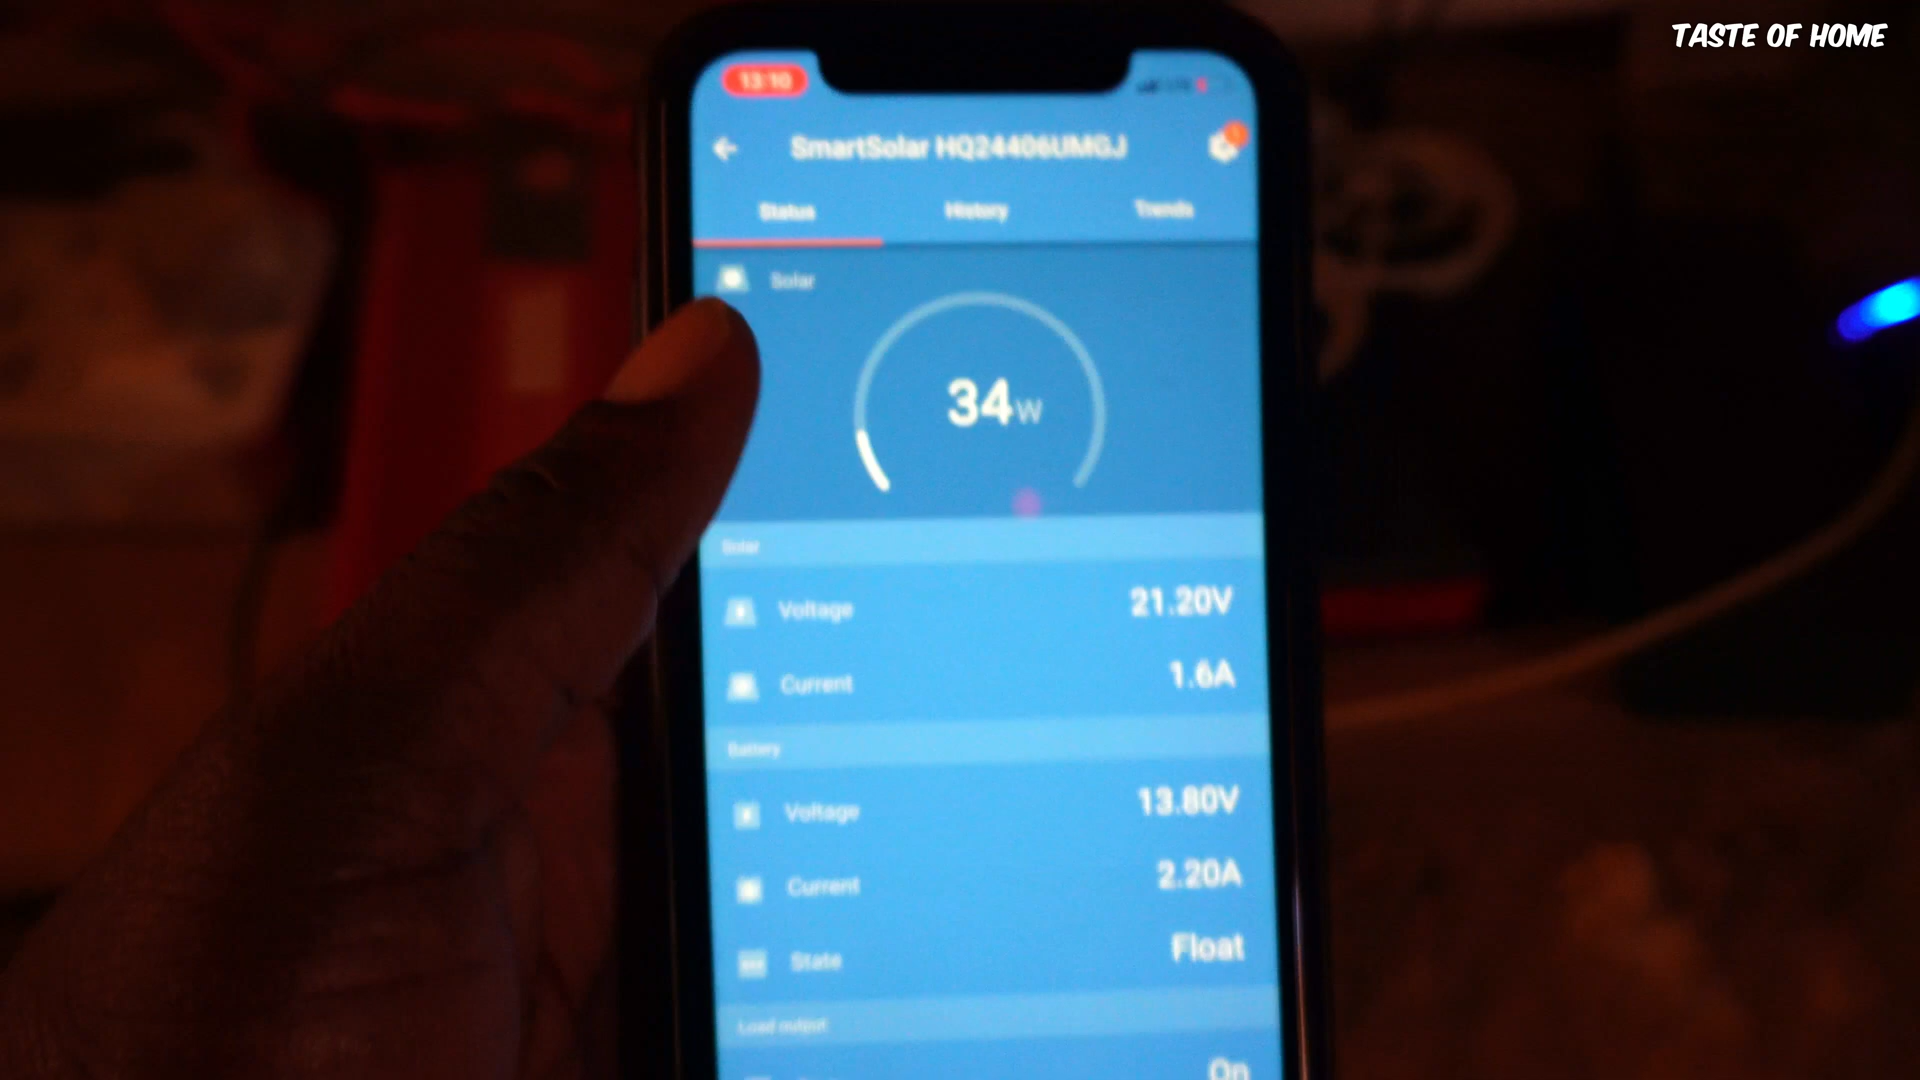 TASTE OF HOME
13:10
SmartSolar HQ24406UMGJ
Status History Trends
Solar
34W
Solar
Voltage 21.20V
Current 1.6A
Battery
Voltage 13.80V
Current 2.20A
State Float
Load output
On